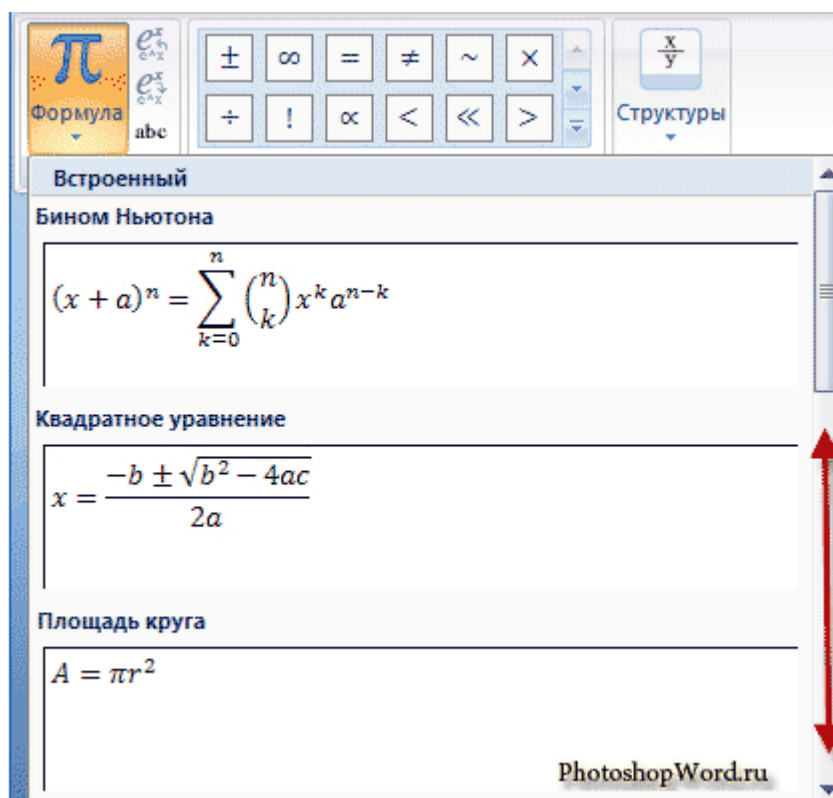 π
Формула
abc
± ∞ = ≠ ~ ×
÷ ! ∝ < ≪ >
x/y
Структуры
Встроенный
Бином Ньютона
(x + a)ⁿ = ∑ₖ₌₀ⁿ (n k) xᵏaⁿ⁻ᵏ
Квадратное уравнение
x = (−b ± √(b² − 4ac)) / 2a
Площадь круга
A = πr²
PhotoshopWord.ru